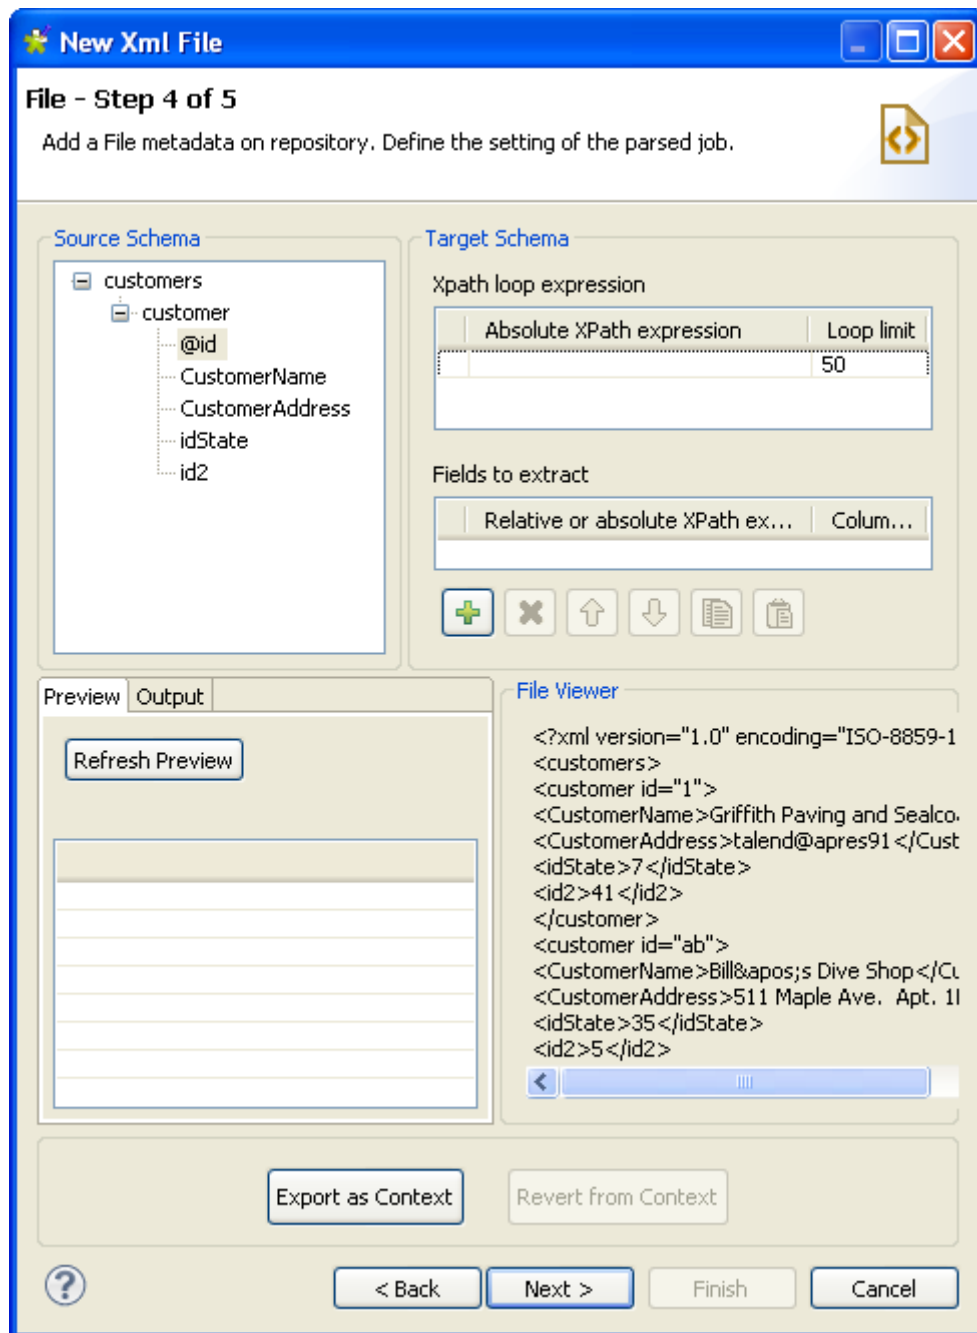 New Xml File
File - Step 4 of 5
Add a File metadata on repository. Define the setting of the parsed job.
Source Schema
customers
customer
@id
CustomerName
CustomerAddress
idState
id2
Target Schema
Xpath loop expression
Absolute XPath expression Loop limit
50
Fields to extract
Relative or absolute XPath ex... Colum...
Preview Output
Refresh Preview
File Viewer
<?xml version="1.0" encoding="ISO-8859-1
<customers>
<customer id="1">
<CustomerName>Griffith Paving and Sealco
<CustomerAddress>talend@apres91</Cust
<idState>7</idState>
<id2>41</id2>
</customer>
<customer id="ab">
<CustomerName>Bill&apos;s Dive Shop</Cu
<CustomerAddress>511 Maple Ave.  Apt. 1
<idState>35</idState>
<id2>5</id2>
Export as Context Revert from Context
? < Back Next > Finish Cancel